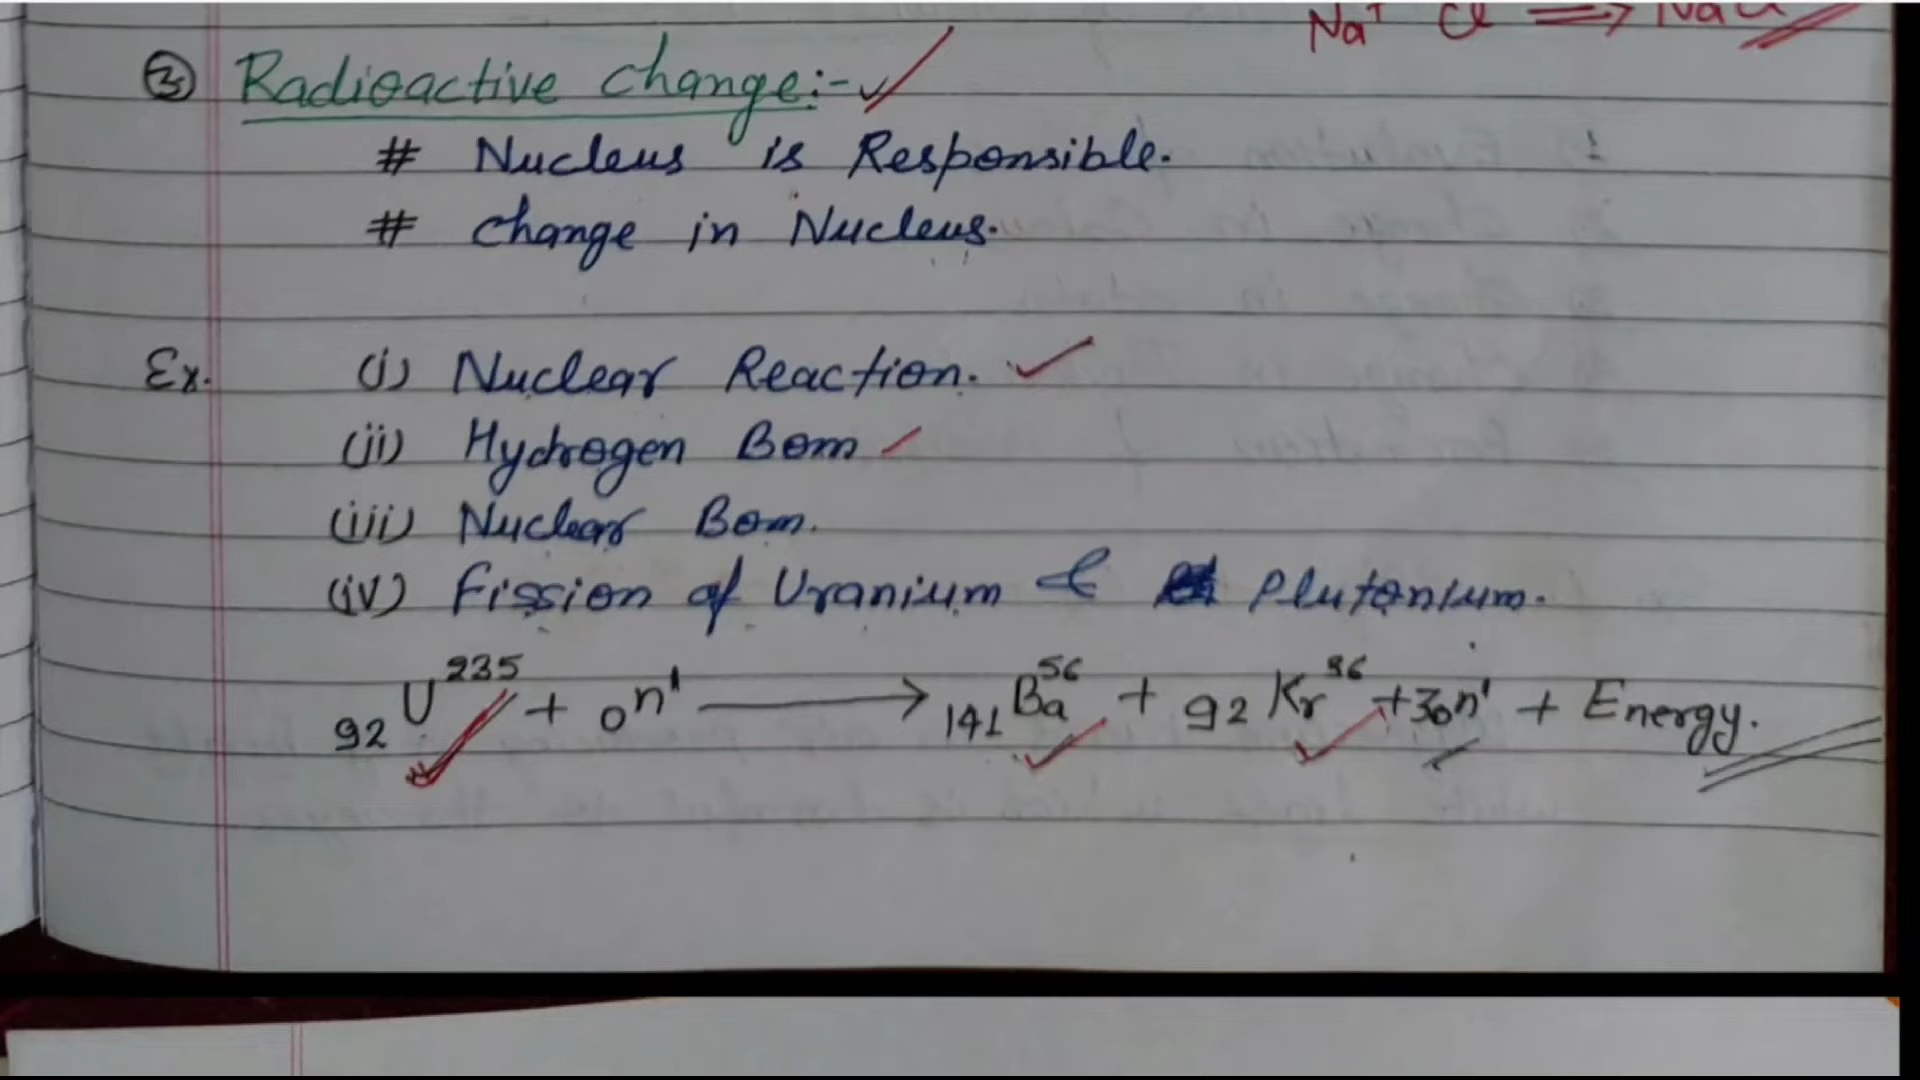 Na⁺ Cl ⟹ NaCl
③ Radioactive change:-
# Nucleus is Responsible.
# change in Nucleus.
Ex. (i) Nuclear Reaction.
(ii) Hydrogen Bom
(iii) Nuclear Bom.
(iv) Fission of Uranium & Plutonium.
₉₂U²³⁵ + ₀n¹ ⟶ ₁₄₁Ba⁵⁶ + ₉₂Kr³⁶ + 3₀n¹ + Energy.